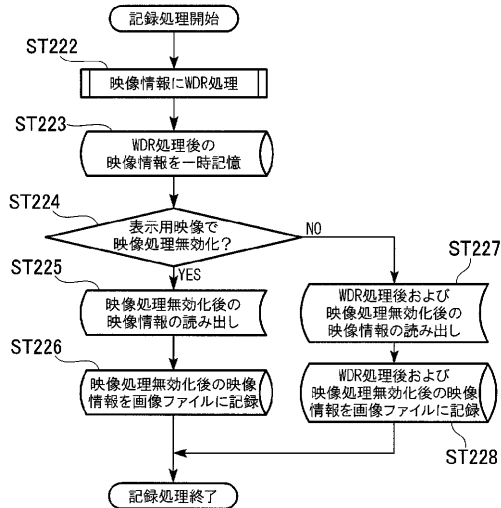 記録処理開始
ST222
映像情報にWDR処理
ST223
WDR処理後の
映像情報を一時記憶
ST224
表示用映像で
映像処理無効化?
NO
YES
ST225
映像処理無効化後の
映像情報の読み出し
ST227
WDR処理後および
映像処理無効化後の
映像情報の読み出し
ST226
映像処理無効化後の映像
情報を画像ファイルに記録
WDR処理後および
映像処理無効化後の映像
情報を画像ファイルに記録
ST228
記録処理終了